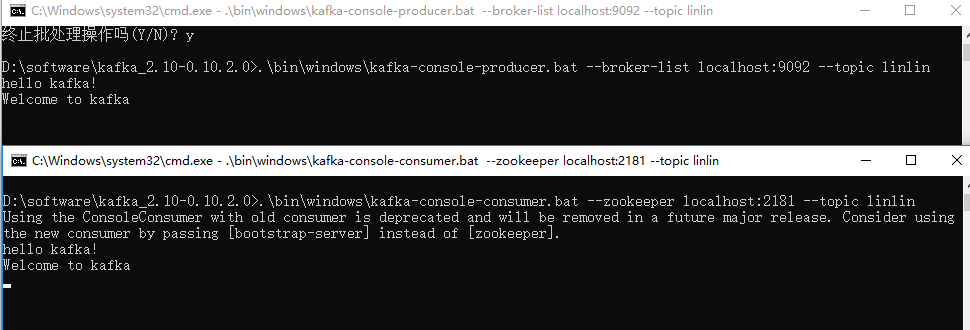 C:\Windows\system32\cmd.exe - .\bin\windows\kafka-console-producer.bat  --broker-list localhost:9092 --topic linlin
终止批处理操作吗(Y/N)? y
D:\software\kafka_2.10-0.10.2.0>.\bin\windows\kafka-console-producer.bat --broker-list localhost:9092 --topic linlin
hello kafka!
Welcome to kafka
C:\Windows\system32\cmd.exe - .\bin\windows\kafka-console-consumer.bat  --zookeeper localhost:2181 --topic linlin
D:\software\kafka_2.10-0.10.2.0>.\bin\windows\kafka-console-consumer.bat --zookeeper localhost:2181 --topic linlin
Using the ConsoleConsumer with old consumer is deprecated and will be removed in a future major release. Consider using
the new consumer by passing [bootstrap-server] instead of [zookeeper].
hello kafka!
Welcome to kafka